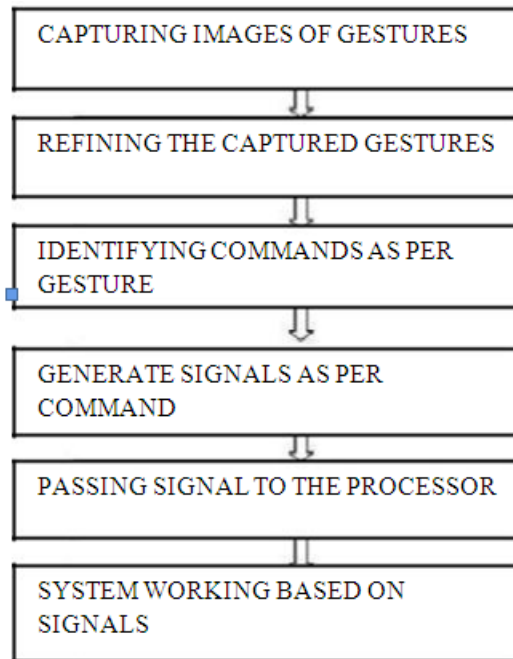 CAPTURING IMAGES OF GESTURES
REFINING THE CAPTURED GESTURES
IDENTIFYING COMMANDS AS PER
GESTURE
GENERATE SIGNALS AS PER
COMMAND
PASSING SIGNAL TO THE PROCESSOR
SYSTEM WORKING BASED ON
SIGNALS